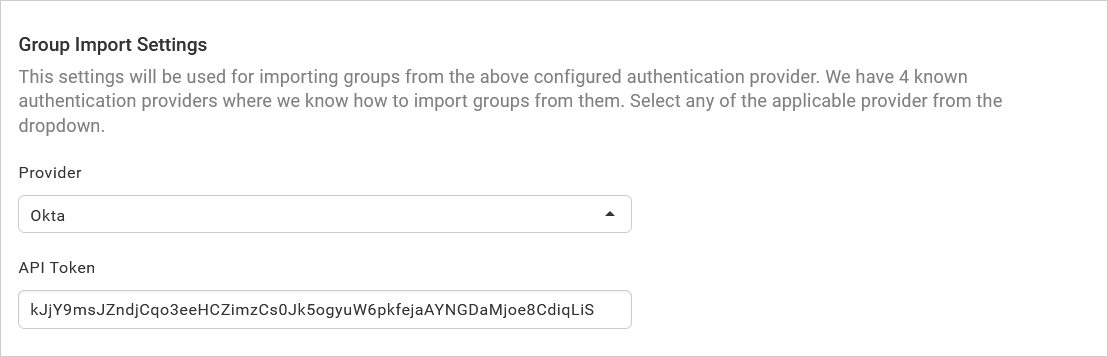 Group Import Settings
This settings will be used for importing groups from the above configured authentication provider. We have 4 known
authentication providers where we know how to import groups from them. Select any of the applicable provider from the
dropdown.
Provider
Okta
API Token
kJjY9msJZndjCqo3eeHCZimzCs0Jk5ogyuW6pkfejaAYNGDaMjoe8CdiqLiS